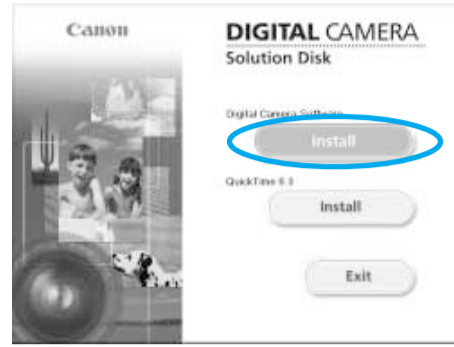 Canon
DIGITAL CAMERA
Solution Disk
Digital Camera Software
Install
QuickTime 6.3
Install
Exit